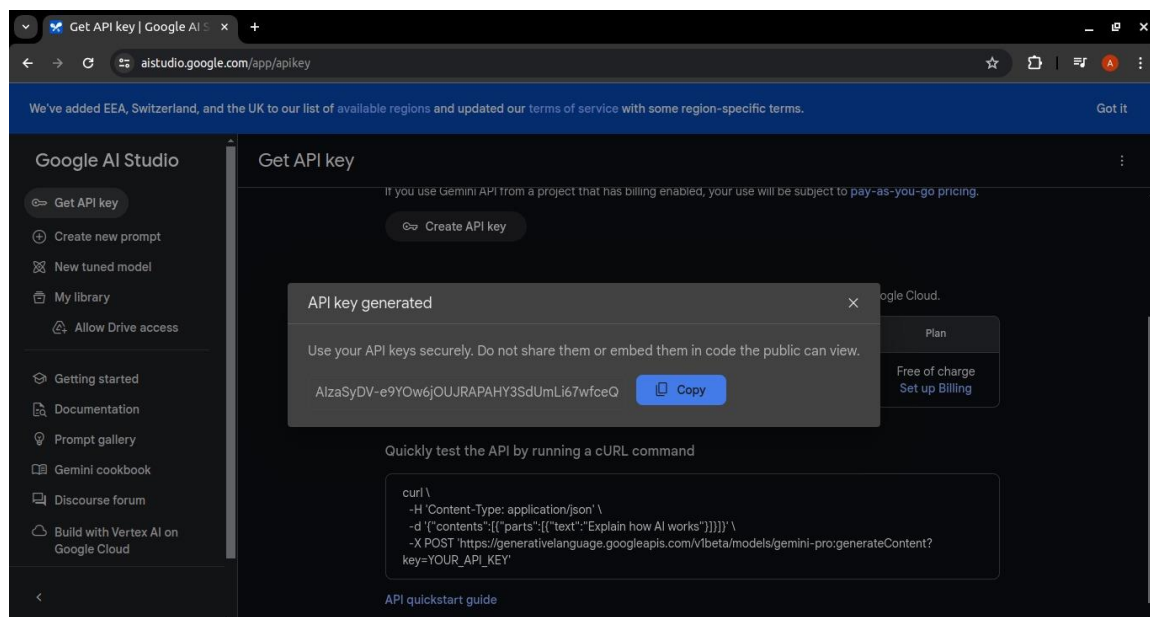 Get API key | Google AI S
aistudio.google.com/app/apikey
A
We've added EEA, Switzerland, and the UK to our list of available regions and updated our terms of service with some region-specific terms.
Got it
Google AI Studio
Get API key
Create new prompt
New tuned model
My library
Allow Drive access
Getting started
Documentation
Prompt gallery
Gemini cookbook
Discourse forum
Build with Vertex AI on
Google Cloud
Get API key
If you use Gemini API from a project that has billing enabled, your use will be subject to pay-as-you-go pricing.
Create API key
ogle Cloud.
Plan
Free of charge
Set up Billing
API key generated
Use your API keys securely. Do not share them or embed them in code the public can view.
AIzaSyDV-e9YOw6jOUJRAPAHY3SdUmLi67wfceQ
Copy
Quickly test the API by running a cURL command
curl \
-H 'Content-Type: application/json' \
-d '{"contents":[{"parts":[{"text":"Explain how AI works"}]}]}' \
-X POST 'https://generativelanguage.googleapis.com/v1beta/models/gemini-pro:generateContent?
key=YOUR_API_KEY'
API quickstart guide